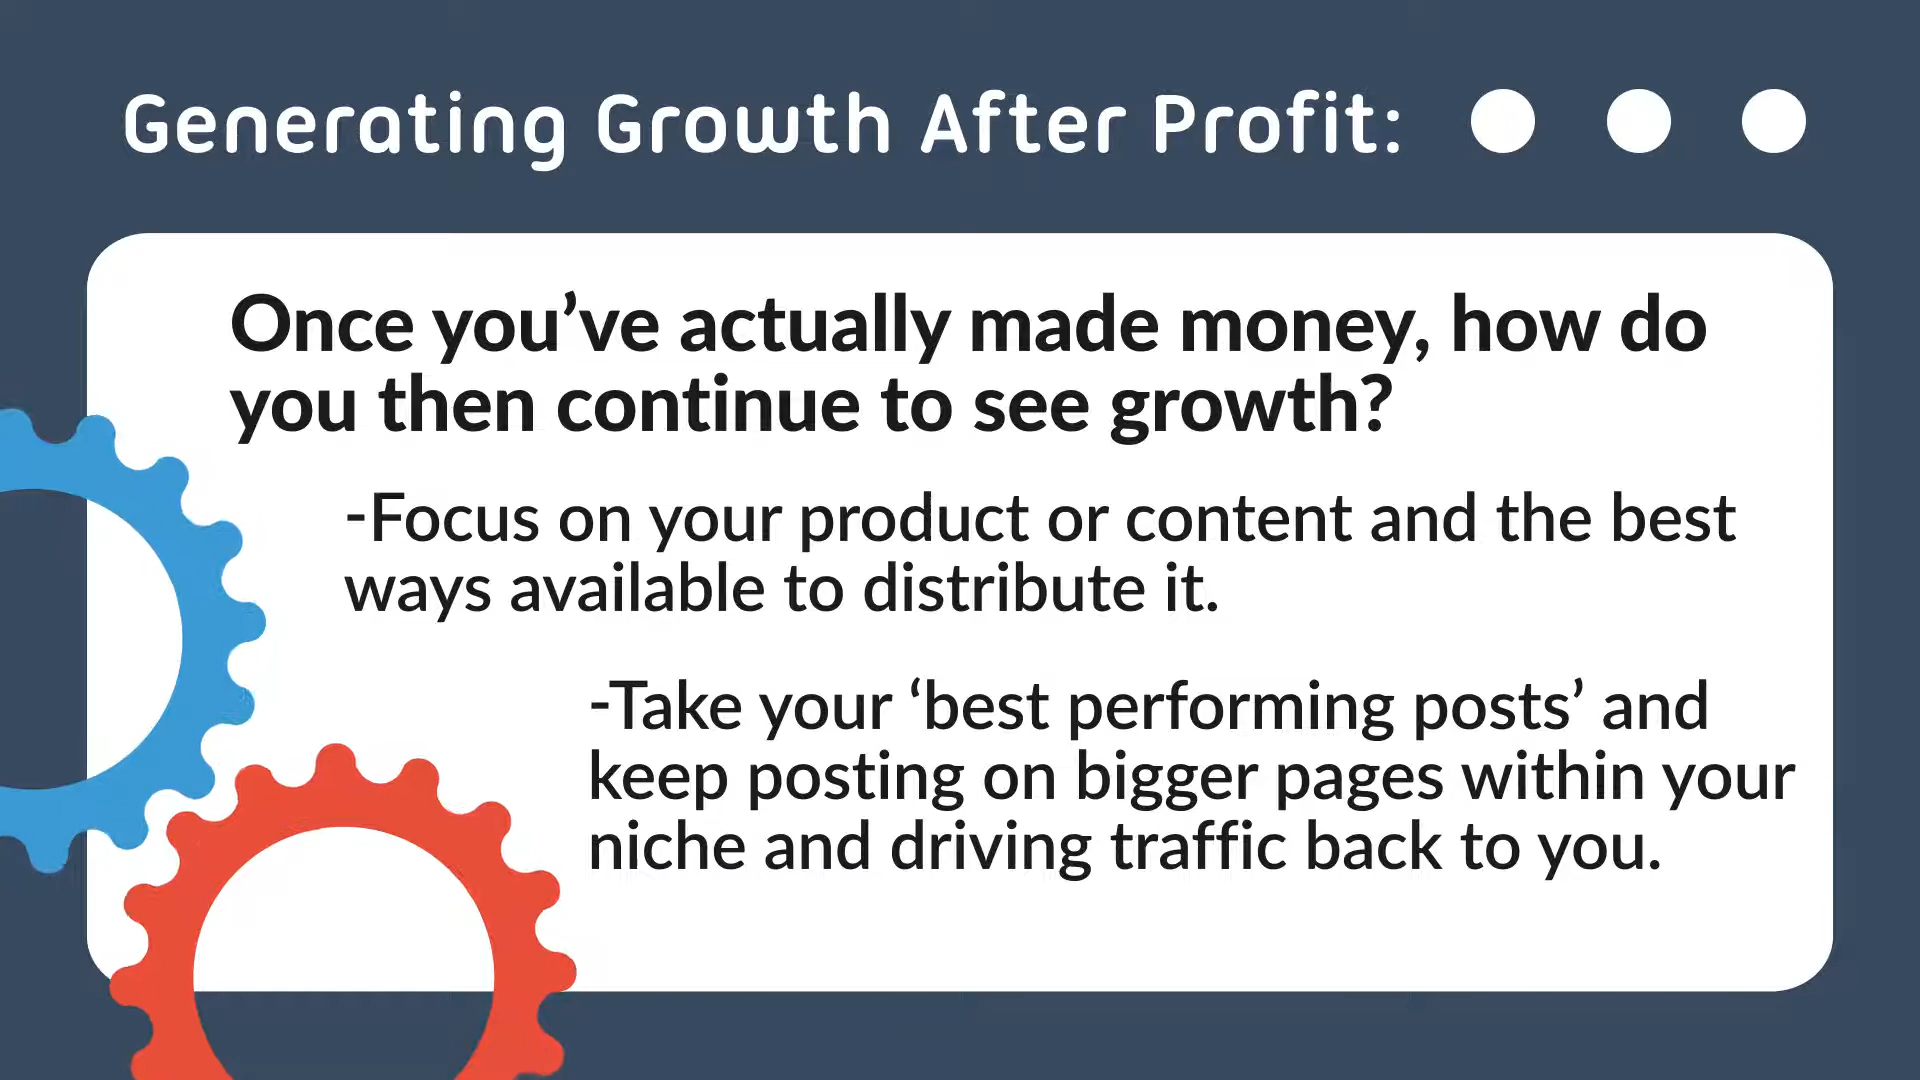 Generating Growth After Profit:
Once you’ve actually made money, how do
you then continue to see growth?
-Focus on your product or content and the best
ways available to distribute it.
-Take your ‘best performing posts’ and
keep posting on bigger pages within your
niche and driving traffic back to you.